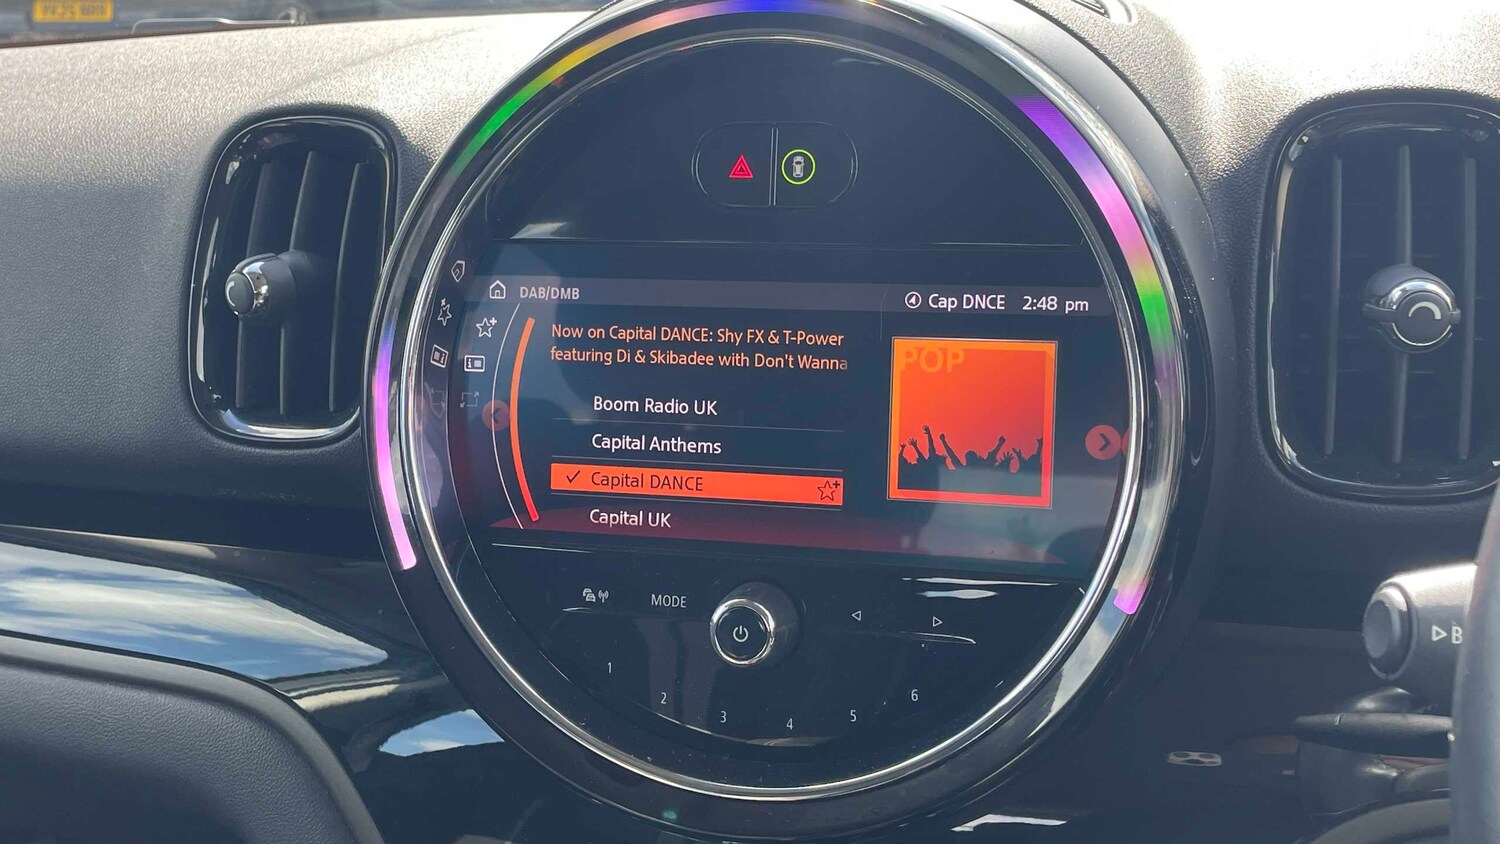 DAB/DMB
Cap DNCE 2:48 pm
Now on Capital DANCE: Shy FX & T-Power
featuring Di & Skibadee with Don't Wanna
POP
Boom Radio UK
Capital Anthems
Capital DANCE
Capital UK
MODE
1
2
3
4
5
6
B